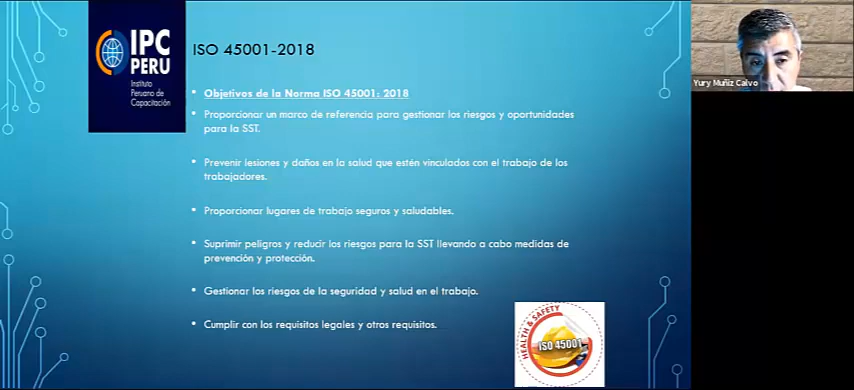 IPC
PERU
Instituto
Peruano de
Capacitación
ISO 45001-2018
Yury Muñiz Calvo
• Objetivos de la Norma ISO 45001: 2018
• Proporcionar un marco de referencia para gestionar los riesgos y oportunidades
para la SST.
• Prevenir lesiones y daños en la salud que estén vinculados con el trabajo de los
trabajadores.
• Proporcionar lugares de trabajo seguros y saludables.
• Suprimir peligros y reducir los riesgos para la SST llevando a cabo medidas de
prevención y protección.
• Gestionar los riesgos de la seguridad y salud en el trabajo.
• Cumplir con los requisitos legales y otros requisitos.
HEALTH & SAFETY
ISO 45001